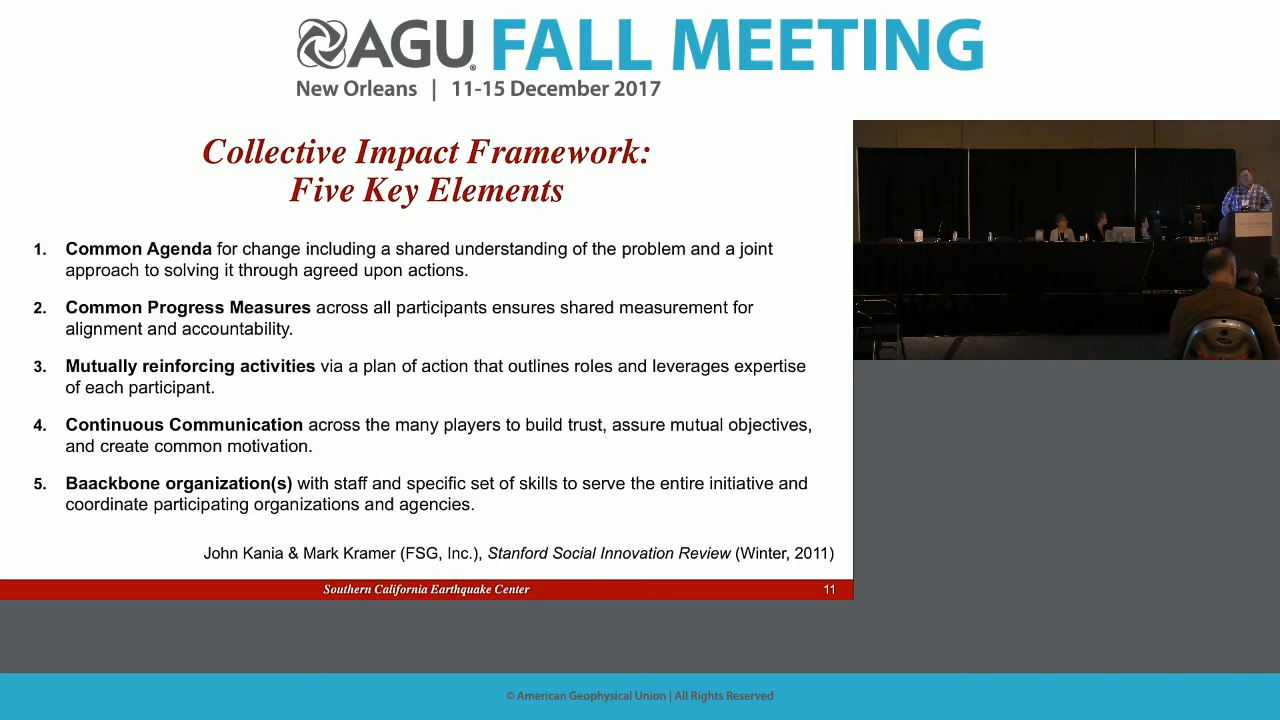 AGU FALL MEETING
New Orleans | 11-15 December 2017
Collective Impact Framework:
Five Key Elements
1. Common Agenda for change including a shared understanding of the problem and a joint
approach to solving it through agreed upon actions.
2. Common Progress Measures across all participants ensures shared measurement for
alignment and accountability.
3. Mutually reinforcing activities via a plan of action that outlines roles and leverages expertise
of each participant.
4. Continuous Communication across the many players to build trust, assure mutual objectives,
and create common motivation.
5. Baackbone organization(s) with staff and specific set of skills to serve the entire initiative and
coordinate participating organizations and agencies.
John Kania & Mark Kramer (FSG, Inc.), Stanford Social Innovation Review (Winter, 2011)
Southern California Earthquake Center
11
© American Geophysical Union | All Rights Reserved